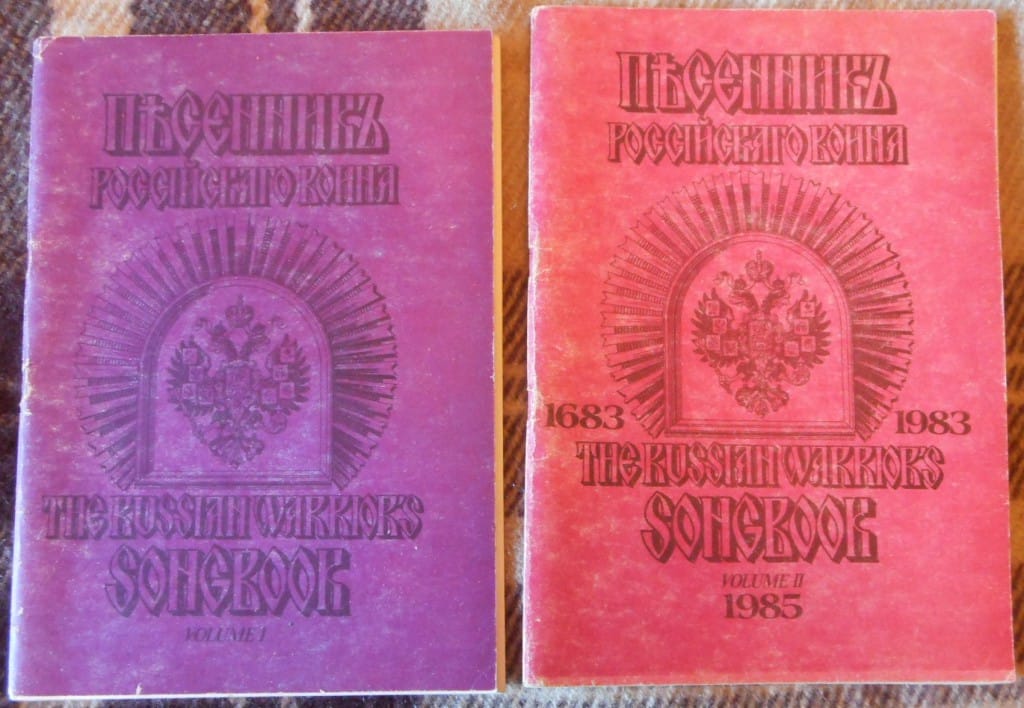 ПѢСЕННИКЪ
РОССІЙСКАГО ВОИНА
THE RUSSIAN WARRIOR'S
SONGBOOK
VOLUME I
ПѢСЕННИКЪ
РОССІЙСКАГО ВОИНА
1683 1983
THE RUSSIAN WARRIOR'S
SONGBOOK
VOLUME II
1985